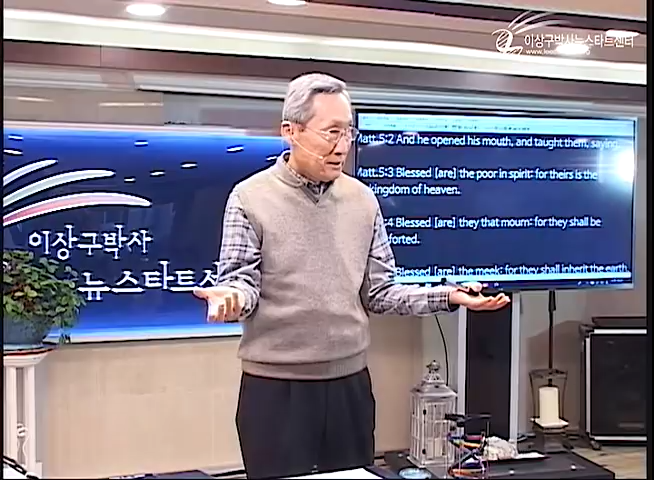 이상구박사뉴스타트센터
Matt.5:2 And he opened his mouth, and taught them, saying,
Matt.5:3 Blessed [are] the poor in spirit: for theirs is the
kingdom of heaven.
:4 Blessed [are] they that mourn: for they shall be
forted.
Blessed [are] the meek: for they shall inherit the earth.
이상구박사
뉴스타트